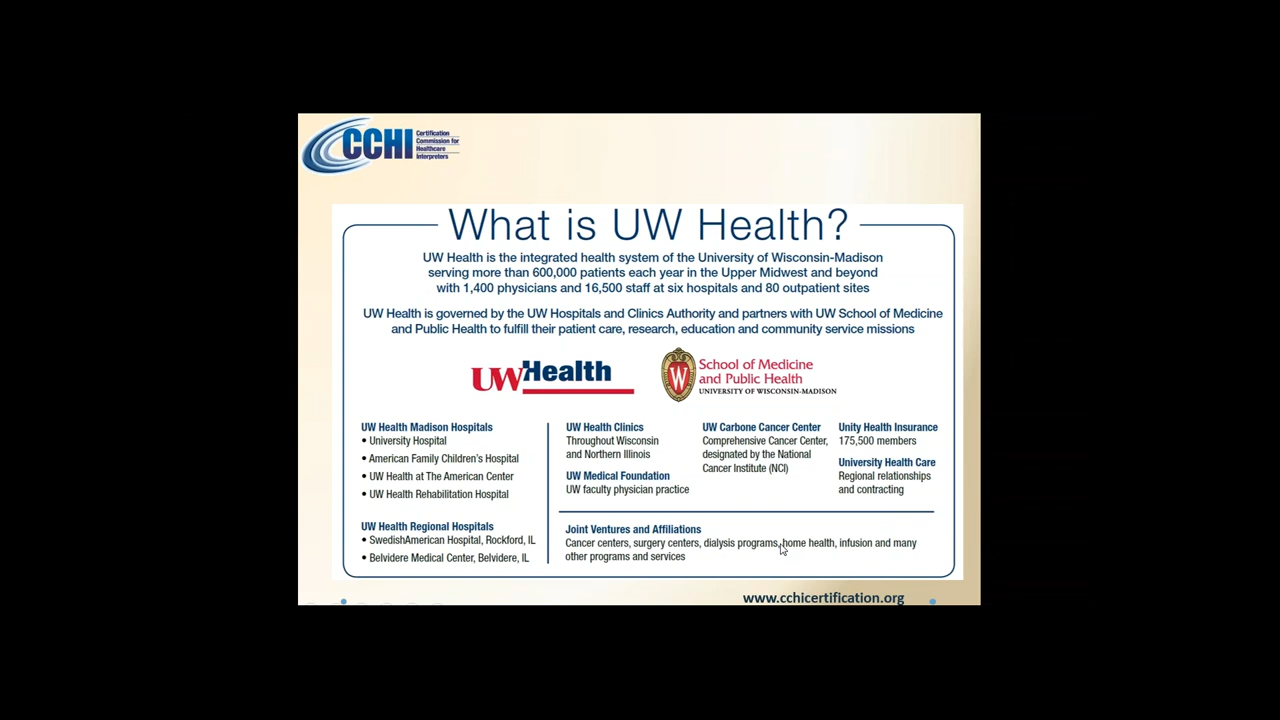 CCHI
Certification
Commission for
Healthcare
Interpreters
What is UW Health?
UW Health is the integrated health system of the University of Wisconsin-Madison
serving more than 600,000 patients each year in the Upper Midwest and beyond
with 1,400 physicians and 16,500 staff at six hospitals and 80 outpatient sites
UW Health is governed by the UW Hospitals and Clinics Authority and partners with UW School of Medicine
and Public Health to fulfill their patient care, research, education and community service missions
UWHealth
W
School of Medicine
and Public Health
UNIVERSITY OF WISCONSIN-MADISON
UW Health Madison Hospitals
• University Hospital
• American Family Children's Hospital
• UW Health at The American Center
• UW Health Rehabilitation Hospital
UW Health Regional Hospitals
• SwedishAmerican Hospital, Rockford, IL
• Belvidere Medical Center, Belvidere, IL
UW Health Clinics
Throughout Wisconsin
and Northern Illinois
UW Medical Foundation
UW faculty physician practice
UW Carbone Cancer Center
Comprehensive Cancer Center,
designated by the National
Cancer Institute (NCI)
Unity Health Insurance
175,500 members
University Health Care
Regional relationships
and contracting
Joint Ventures and Affiliations
Cancer centers, surgery centers, dialysis programs, home health, infusion and many
other programs and services
www.cchicertification.org